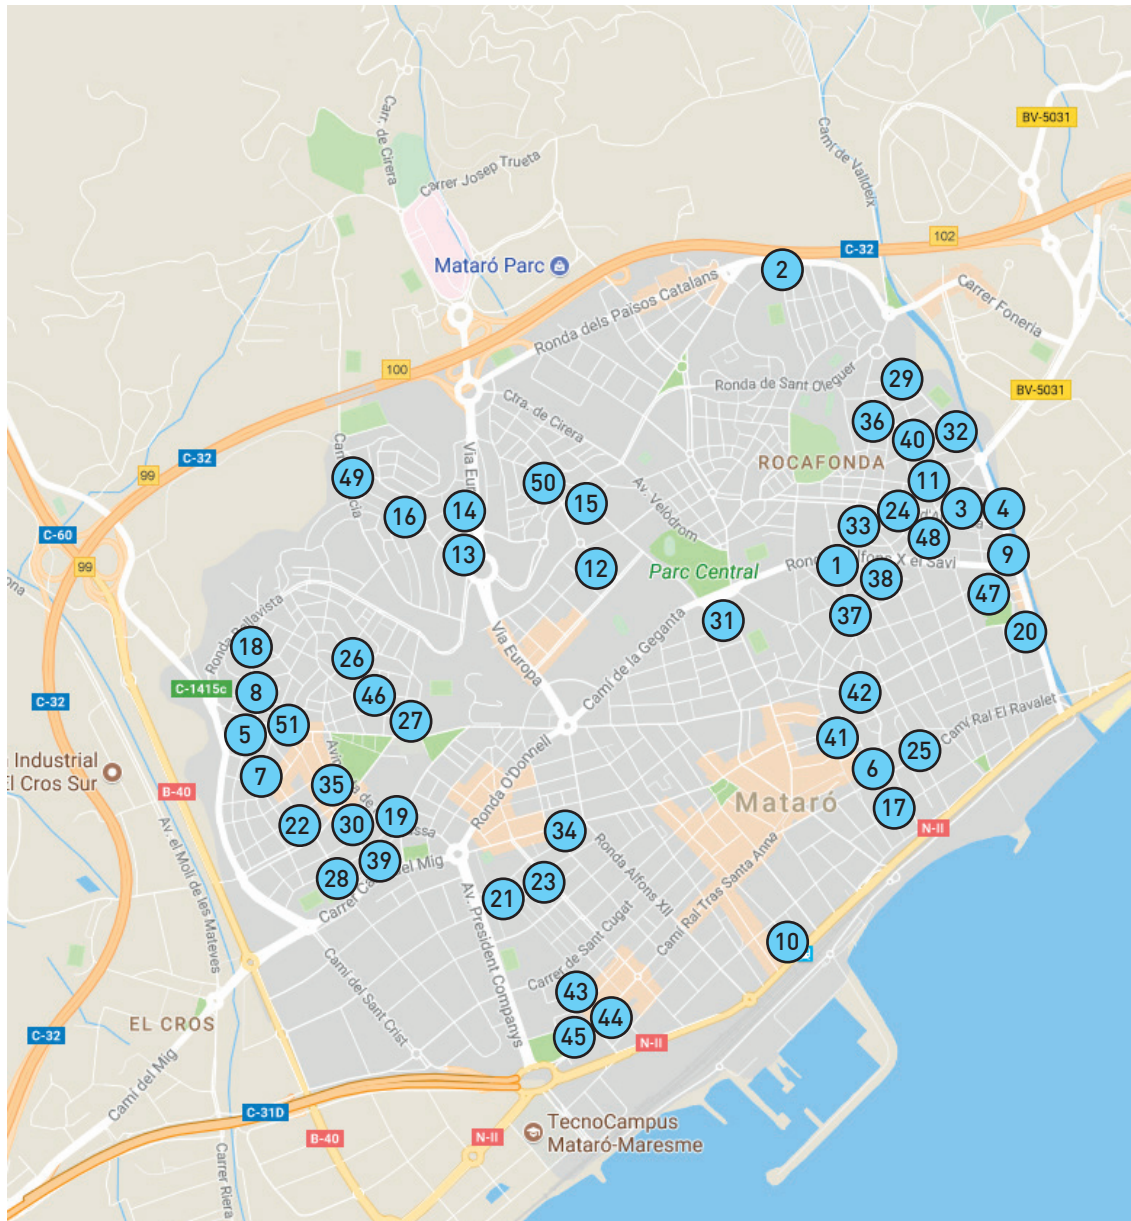 BV-5031
Carr. de Cirera
Carrer Josep Trueta
Camí de Valldeix
102
C-32
Mataró Parc
2
Ronda dels Països Catalans
Carrer Foneria
100
Ronda de Sant Oleguer
29
BV-5031
Ctra. de Cirera
36
40
32
C-32
99
ROCAFONDA
49
Via Eur
50
11
16
14
15
Av. Velòdrom
24
3
4
33
48
C-60
13
12
Parc Central
Ronda Alfons X el Savi
1
38
9
99
47
37
31
20
Ronda Bellavista
18
26
Via Europa
Camí de la Geganta
C-1415c
8
46
42
C-32
27
Camí Ral El Ravalet
5
51
41
25
Industrial
El Cros Sur
7
6
Ronda O'Donnell
B-40
35
Mataró
17
22
30
19
34
N-II
39
Carrer Camí del Mig
28
23
21
Ronda Alfons XII
Camí Ral Tras Santa Anna
Av. el Molí de les Mateves
Av. President Companys
Carrer de Sant Cugat
10
Camí del Sant Crist
43
44
45
EL CROS
C-32
N-II
Camí del Mig
C-31D
TecnoCampus
Mataró-Maresme
B-40
N-II
Carrer Riera